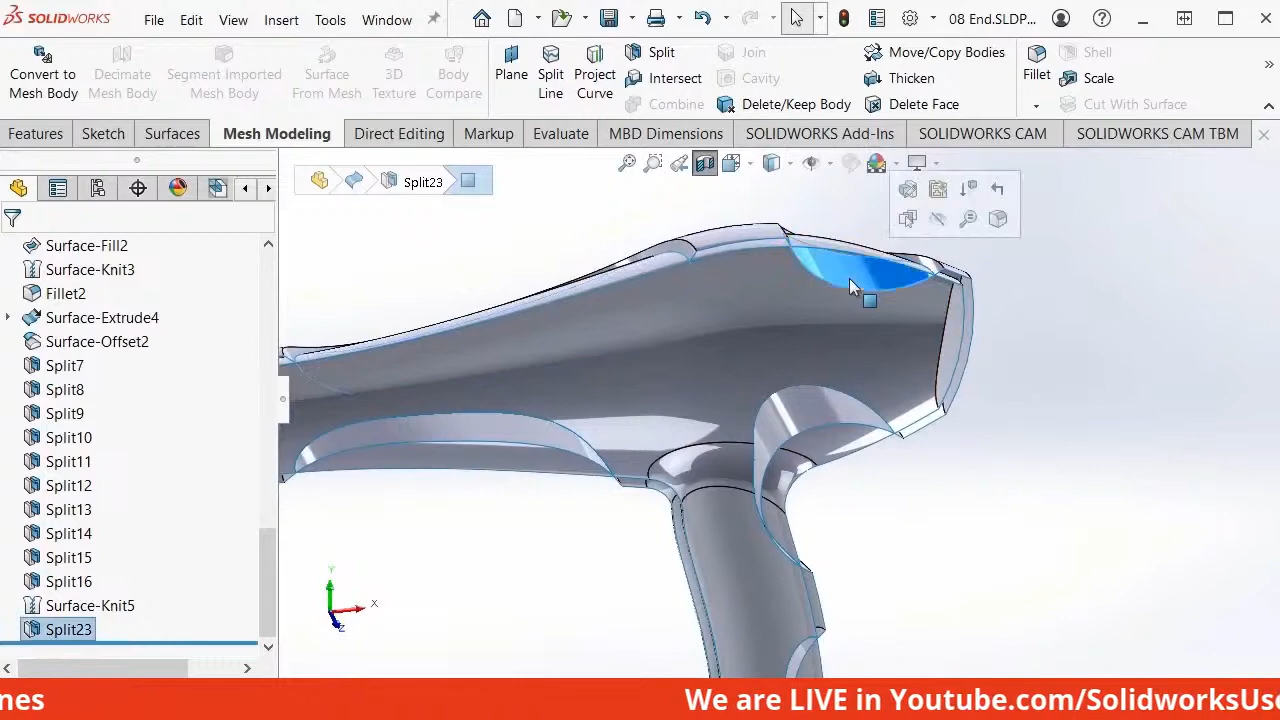 SOLIDWORKS File Edit View Insert Tools Window 08 End.SLDP...
Convert to Mesh Body
Decimate Mesh Body
Segment Imported Mesh Body
Surface From Mesh
3D Texture
Body Compare
Plane
Split Line
Project Curve
Split
Intersect
Combine
Join
Cavity
Delete/Keep Body
Move/Copy Bodies
Thicken
Delete Face
Fillet
Shell
Scale
Cut With Surface
Features Sketch Surfaces Mesh Modeling Direct Editing Markup Evaluate MBD Dimensions SOLIDWORKS Add-Ins SOLIDWORKS CAM SOLIDWORKS CAM TBM
Split23
Surface-Fill2
Surface-Knit3
Fillet2
Surface-Extrude4
Surface-Offset2
Split7
Split8
Split9
Split10
Split11
Split12
Split13
Split14
Split15
Split16
Surface-Knit5
Split23
Y
X
Z
nes We are LIVE in Youtube.com/SolidworksUse